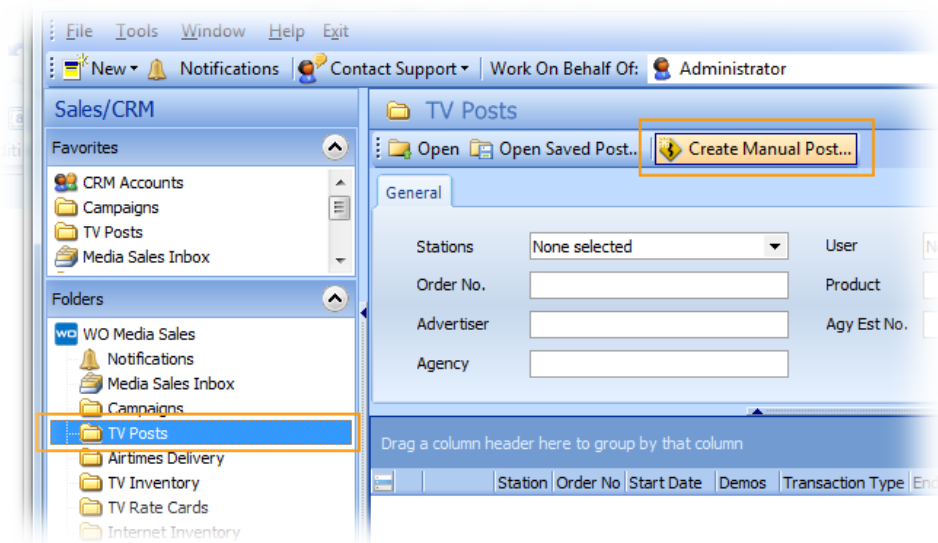 File Tools Window Help Exit
New Notifications Contact Support Work On Behalf Of: Administrator
Sales/CRM
TV Posts
Favorites
Open Open Saved Post... Create Manual Post...
CRM Accounts
Campaigns
TV Posts
Media Sales Inbox
General
Stations None selected User
Order No. Product
Advertiser Agy Est No.
Agency
Folders
WO WO Media Sales
Notifications
Media Sales Inbox
Campaigns
TV Posts
Airtimes Delivery
TV Inventory
TV Rate Cards
Internet Inventory
Drag a column header here to group by that column
Station Order No Start Date Demos Transaction Type